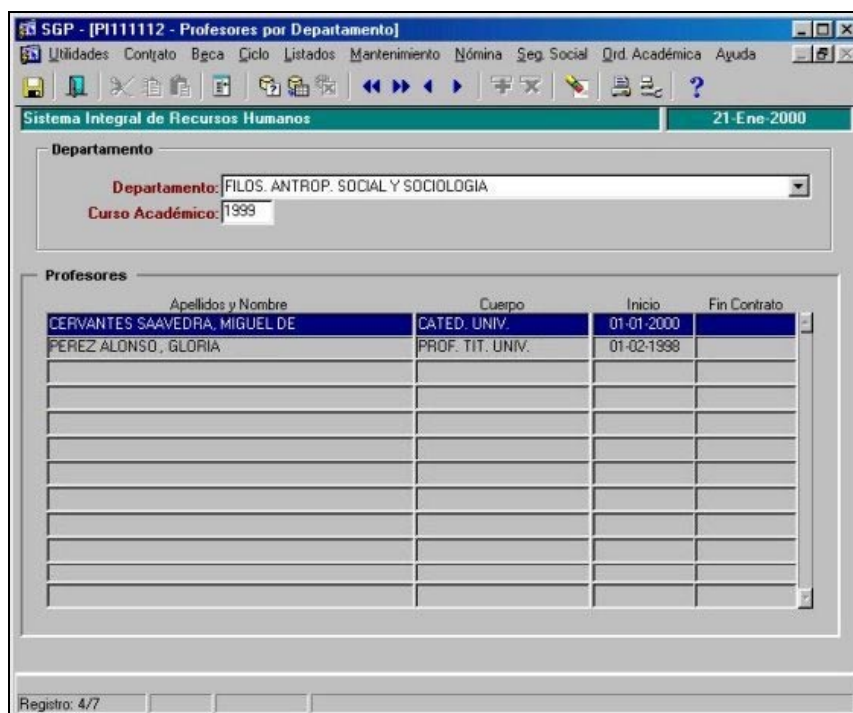 SGP - [PI111112 - Profesores por Departamento]
Utilidades Contrato Beca Ciclo Listados Mantenimiento Nómina Seg. Social Ord. Académica Ayuda
Sistema Integral de Recursos Humanos 21-Ene-2000
Departamento
Departamento: FILOS. ANTROP. SOCIAL Y SOCIOLOGIA
Curso Académico: 1999
Profesores
Apellidos y Nombre Cuerpo Inicio Fin Contrato
CERVANTES SAAVEDRA, MIGUEL DE CATED. UNIV. 01-01-2000
PEREZ ALONSO, GLORIA PROF. TIT. UNIV. 01-02-1998
Registro: 4/7